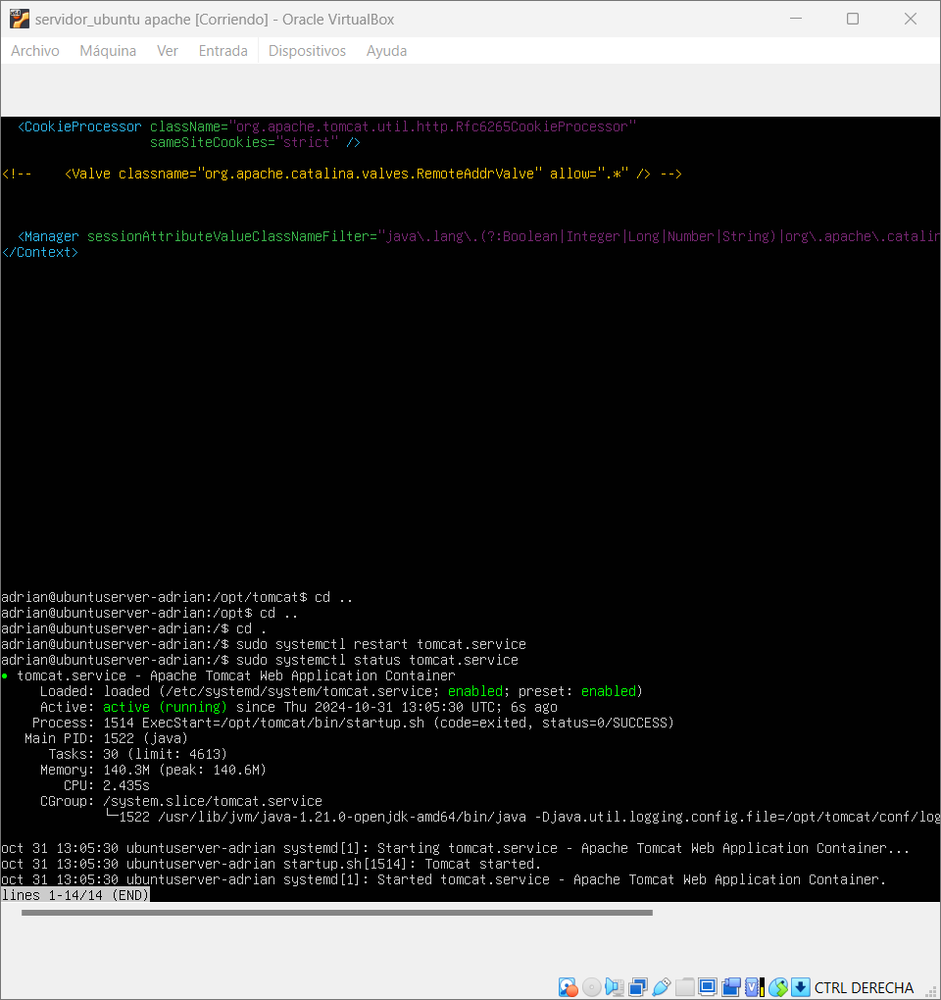 servidor_ubuntu apache [Corriendo] - Oracle VirtualBox
Archivo Máquina Ver Entrada Dispositivos Ayuda
<CookieProcessor className="org.apache.tomcat.util.http.Rfc6265CookieProcessor"
sameSiteCookies="strict" />
<!-- <Valve classname="org.apache.catalina.valves.RemoteAddrValve" allow=".*" /> -->
<Manager sessionAttributeValueClassNameFilter="java\.lang\.(?:Boolean|Integer|Long|Number|String)|org\.apache\.catalin
</Context>
adrian@ubuntuserver-adrian:/opt/tomcat$ cd ..
adrian@ubuntuserver-adrian:/opt$ cd ..
adrian@ubuntuserver-adrian:/$ cd .
adrian@ubuntuserver-adrian:/$ sudo systemctl restart tomcat.service
adrian@ubuntuserver-adrian:/$ sudo systemctl status tomcat.service
● tomcat.service - Apache Tomcat Web Application Container
Loaded: loaded (/etc/systemd/system/tomcat.service; enabled; preset: enabled)
Active: active (running) since Thu 2024-10-31 13:05:30 UTC; 6s ago
Process: 1514 ExecStart=/opt/tomcat/bin/startup.sh (code=exited, status=0/SUCCESS)
Main PID: 1522 (java)
Tasks: 30 (limit: 4613)
Memory: 140.3M (peak: 140.6M)
CPU: 2.435s
CGroup: /system.slice/tomcat.service
└─1522 /usr/lib/jvm/java-1.21.0-openjdk-amd64/bin/java -Djava.util.logging.config.file=/opt/tomcat/conf/log
oct 31 13:05:30 ubuntuserver-adrian systemd[1]: Starting tomcat.service - Apache Tomcat Web Application Container...
oct 31 13:05:30 ubuntuserver-adrian startup.sh[1514]: Tomcat started.
oct 31 13:05:30 ubuntuserver-adrian systemd[1]: Started tomcat.service - Apache Tomcat Web Application Container.
lines 1-14/14 (END)
CTRL DERECHA